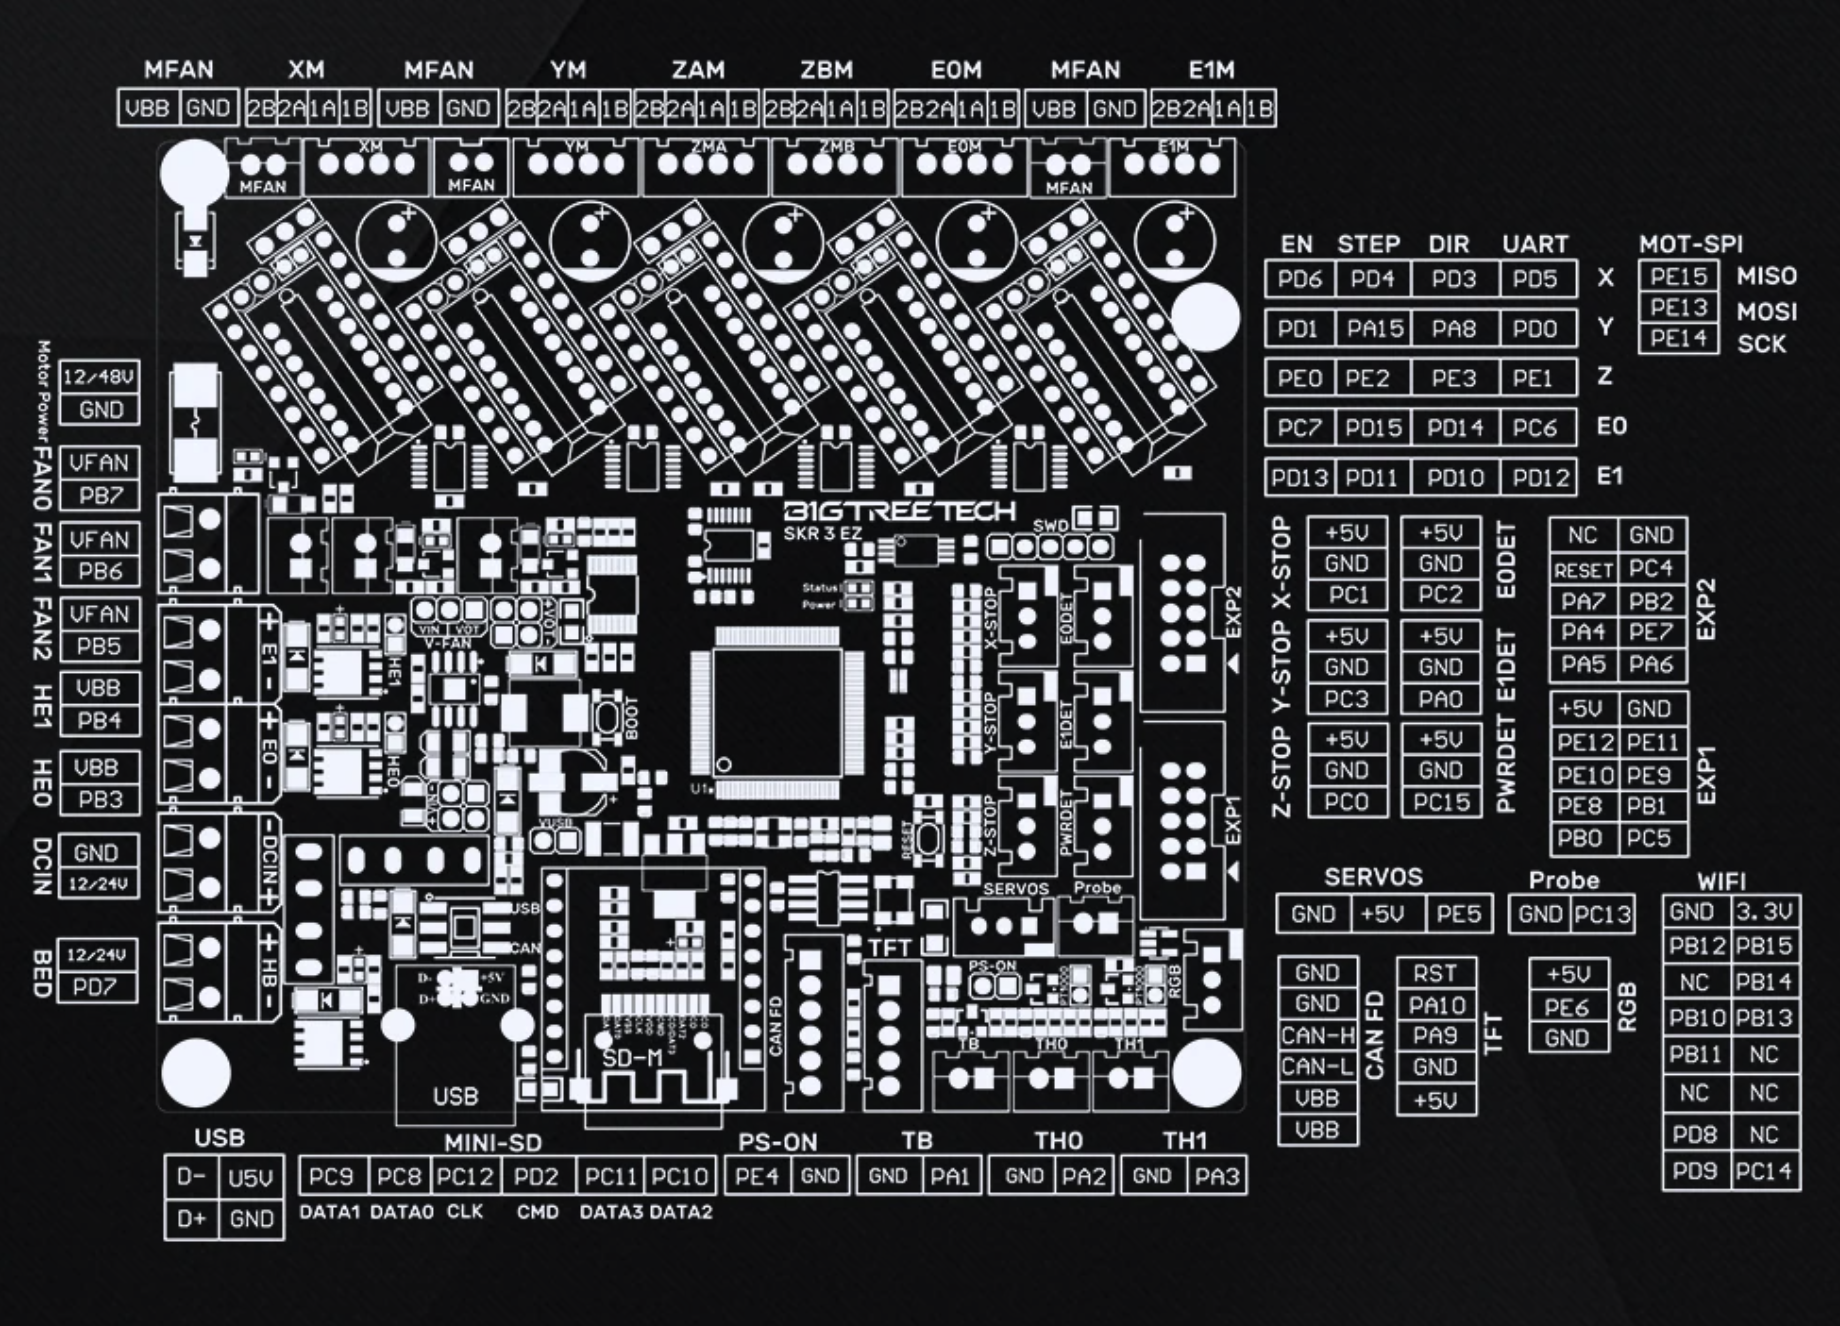 MFAN XM MFAN YM ZAM ZBM E0M MFAN E1M
VBB GND 2B 2A 1A 1B VBB GND 2B 2A 1A 1B 2B 2A 1A 1B 2B 2A 1A 1B 2B 2A 1A 1B VBB GND 2B 2A 1A 1B
XM YM ZMA ZMB E0M E1M
MFAN MFAN MFAN
EN STEP DIR UART
PD6 PD4 PD3 PD5 X
PD1 PA15 PA8 PD0 Y
PE0 PE2 PE3 PE1 Z
PC7 PD15 PD14 PC6 E0
PD13 PD11 PD10 PD12 E1
MOT-SPI
PE15 MISO
PE13 MOSI
PE14 SCK
Motor Power
12/48V
GND
FAN0
VFAN
PB7
FAN1
VFAN
PB6
FAN2
VFAN
PB5
HE1
VBB
PB4
HE0
VBB
PB3
DCIN
GND
12/24V
BED
12/24V
PD7
BIGTREETECH
SKR 3 EZ
SWD
Status
Power
VIN VOT
V-FAN
+ E1 -
HE1
+ E0 -
HE0
-DCIN+
+ HB -
BOOT
VUSB
U1
RESET
X-STOP
E0DET
Y-STOP
E1DET
Z-STOP
PWRDET
EXP2
EXP1
SERVOS
Probe
USB
CAN
D- +5V
D+ GND
USB
SD-M
CAN FD
TFT
PS-ON
RGB
TB TH0 TH1
X-STOP
+5V
GND
PC1
E0DET
+5V
GND
PC2
Y-STOP
+5V
GND
PC3
E1DET
+5V
GND
PA0
Z-STOP
+5V
GND
PC0
PWRDET
+5V
GND
PC15
EXP2
NC GND
RESET PC4
PA7 PB2
PA4 PE7
PA5 PA6
EXP1
+5V GND
PE12 PE11
PE10 PE9
PE8 PB1
PB0 PC5
SERVOS
GND +5V PE5
Probe
GND PC13
WIFI
GND 3.3V
PB12 PB15
NC PB14
PB10 PB13
PB11 NC
NC NC
PD8 NC
PD9 PC14
CAN FD
GND
GND
CAN-H
CAN-L
VBB
VBB
TFT
RST
PA10
PA9
GND
+5V
RGB
+5V
PE6
GND
USB
D- U5V
D+ GND
MINI-SD
PC9 PC8 PC12 PD2 PC11 PC10
DATA1 DATA0 CLK CMD DATA3 DATA2
PS-ON
PE4 GND
TB
GND PA1
TH0
GND PA2
TH1
GND PA3